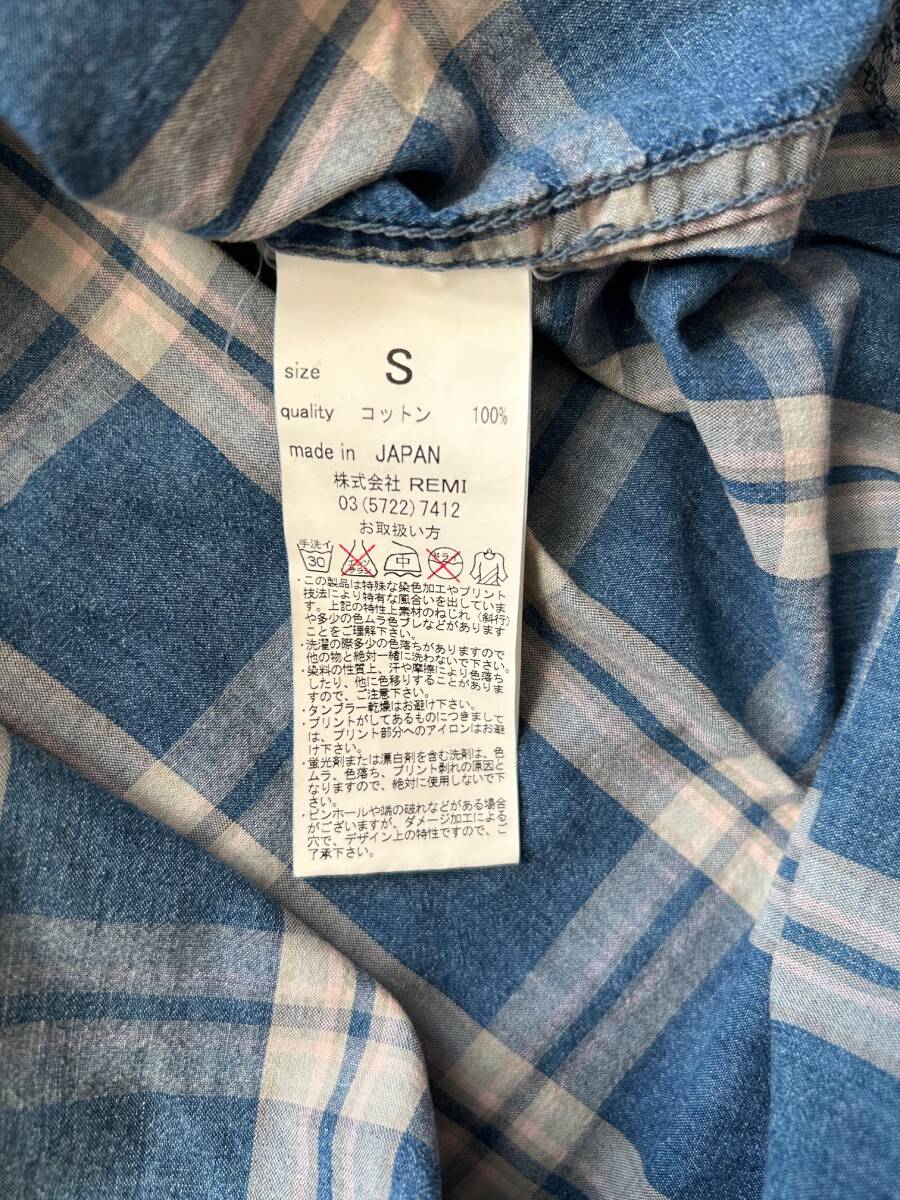 size S
quality コットン 100%
made in JAPAN
株式会社 REMI
03(5722)7412
お取扱い方
手洗イ 30 エンソサラシ 中 ドライ
・この製品は特殊な染色加工やプリント
技法により特有な風合いを出していま
す。上記の特性上素材のねじれ（斜行）
や多少の色ムラ色ブレなどがあります
ことをご理解下さい。
・洗濯の際多少の色落ちがありますので
他の物と絶対一緒に洗わないで下さい。
・染料の性質上、汗や摩擦により色落ち
したり、他に色移りすることがありま
すので、ご注意下さい。
・タンブラー乾燥はお避け下さい。
・プリントがしてあるものにつきまして
は、プリント部分へのアイロンはお避
け下さい。
・蛍光剤または漂白剤を含む洗剤は、色
ムラ、色落ち、プリント剥れの原因と
なりますので、絶対に使用しないで下
さい。
・ピンホールや端の破れなどがある場合
がございますが、ダメージ加工による
穴で、デザイン上の特性ですので、ご
了承下さい。